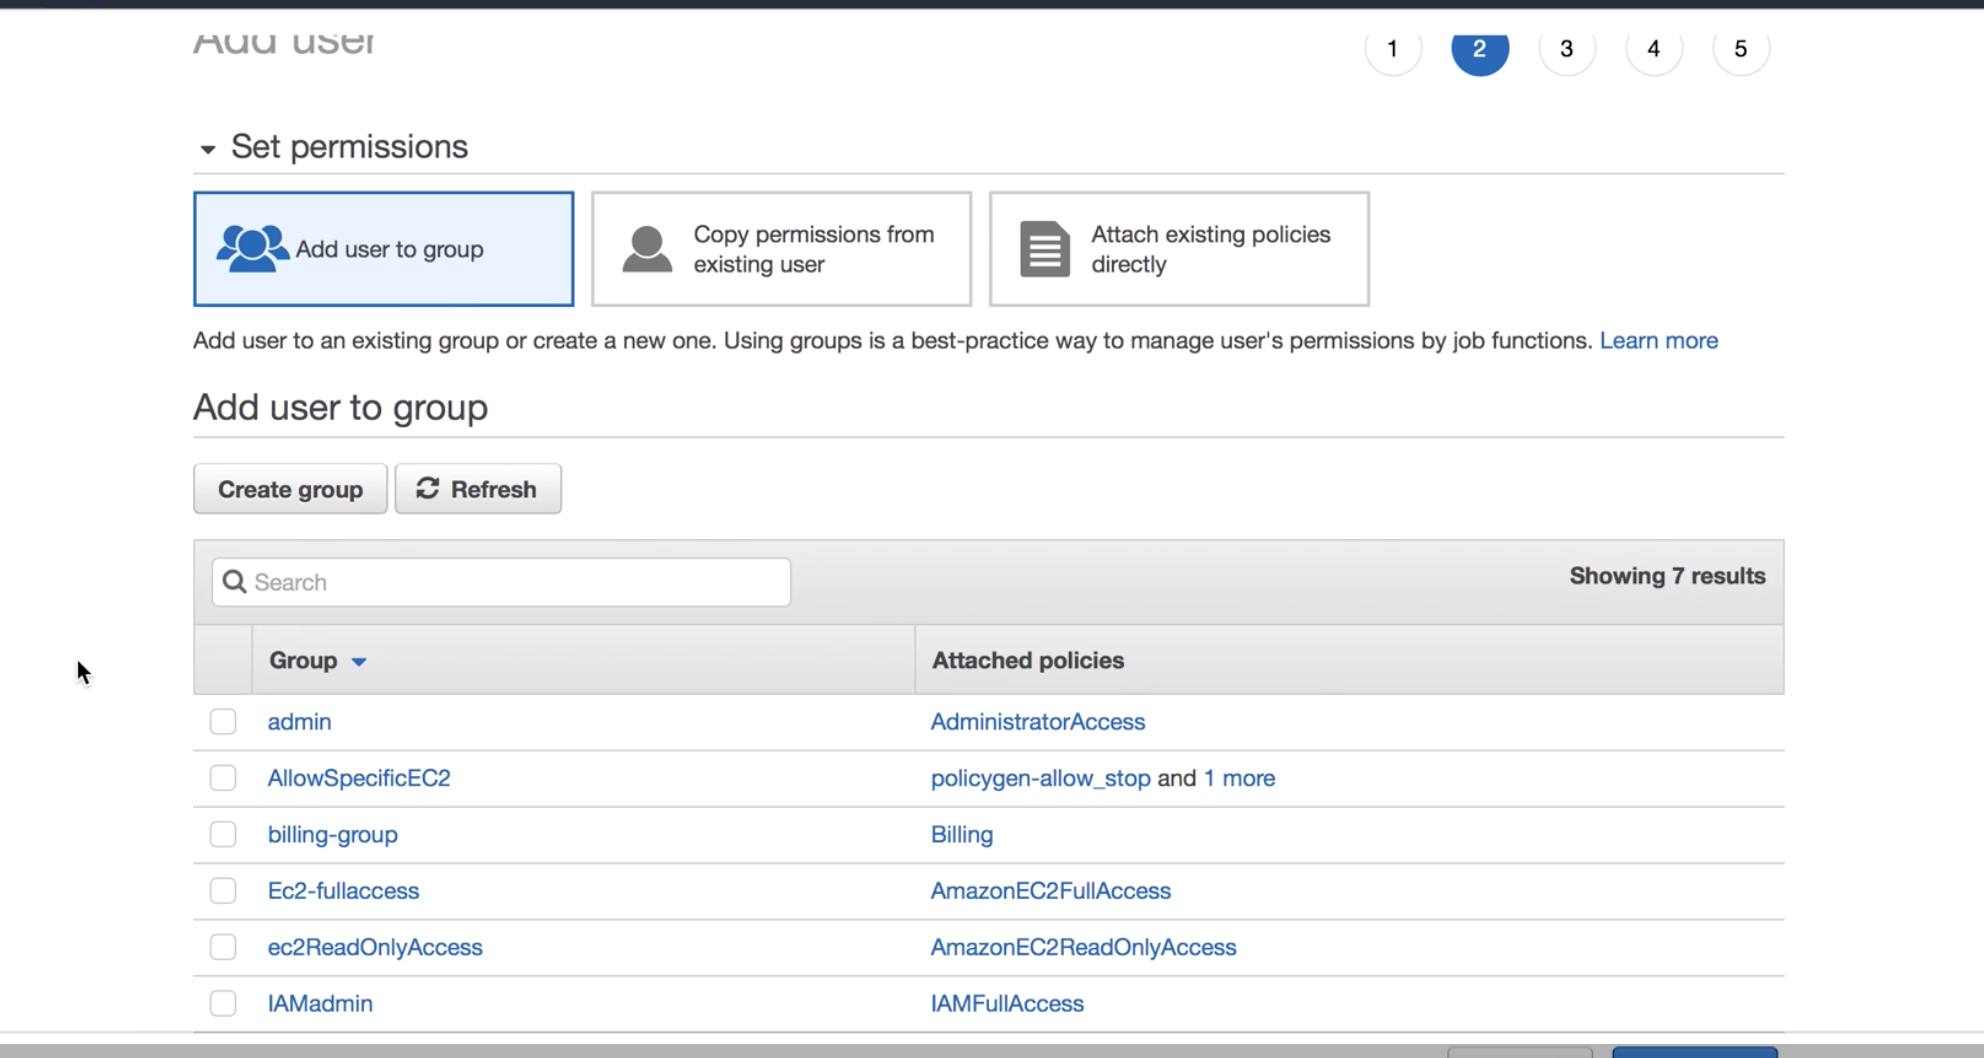 Add user
1 2 3 4 5
Set permissions
Add user to group
Copy permissions from
existing user
Attach existing policies
directly
Add user to an existing group or create a new one. Using groups is a best-practice way to manage user's permissions by job functions. Learn more
Add user to group
Create group
Refresh
Search
Showing 7 results
Group
Attached policies
admin
AdministratorAccess
AllowSpecificEC2
policygen-allow_stop and 1 more
billing-group
Billing
Ec2-fullaccess
AmazonEC2FullAccess
ec2ReadOnlyAccess
AmazonEC2ReadOnlyAccess
IAMadmin
IAMFullAccess